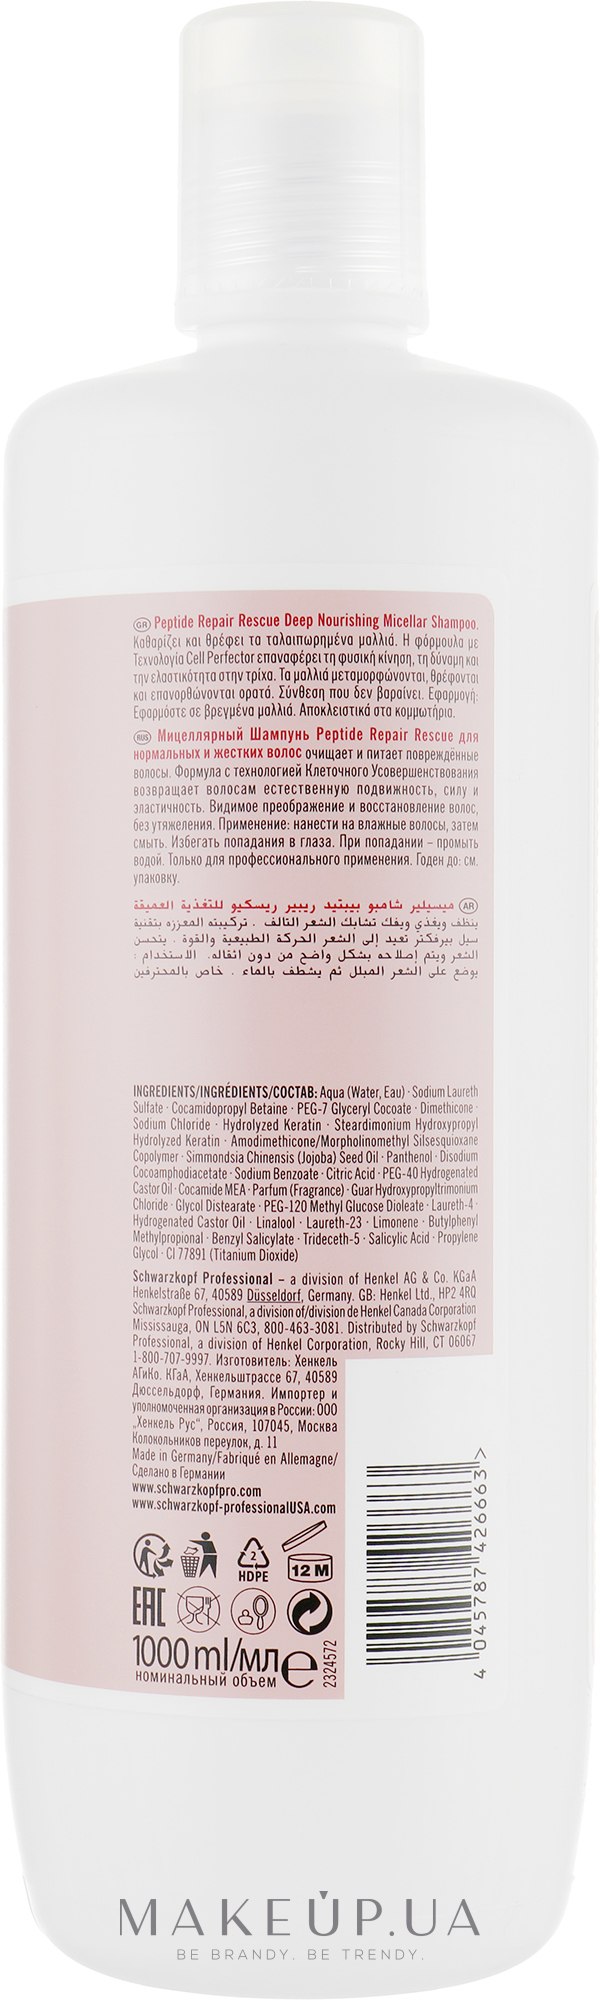 GR Peptide Repair Rescue Deep Nourishing Micellar Shampoo.
Καθαρίζει και θρέφει τα ταλαιπωρημένα μαλλιά. Η φόρμουλα με
Τεχνολογία Cell Perfector επαναφέρει τη φυσική κίνηση, τη δύναμη και
την ελαστικότητα στην τρίχα. Τα μαλλιά μεταμορφώνονται, θρέφονται
και επανορθώνονται ορατά. Σύνθεση που δεν βαραίνει. Εφαρμογή:
Εφαρμόστε σε βρεγμένα μαλλιά. Αποκλειστικά στα κομμωτήρια.
RUS Мицеллярный Шампунь Peptide Repair Rescue для
нормальных и жестких волос очищает и питает повреждённые
волосы. Формула с технологией Клеточного Усовершенствования
возвращает волосам естественную подвижность, силу и
эластичность. Видимое преображение и восстановление волос,
без утяжеления. Применение: нанести на влажные волосы, затем
смыть. Избегать попадания в глаза. При попадании – промыть
водой. Только для профессионального применения. Годен до: см.
упаковку.
AR ميسيلير شامبو بيبتيد ريبير ريسكيو للتغذية العميقة
ينظف ويغذي ويفك تشابك الشعر التالف . تركيبته المعززه بتقنية
سيل بيرفكتر تعيد إلى الشعر الحركة الطبيعية والقوة . يتحسن
الشعر ويتم إصلاحه بشكل واضح من دون اثقاله. الاستخدام :
يوضع على الشعر المبلل ثم يشطف بالماء . خاص بالمحترفين
INGREDIENTS/INGRÉDIENTS/СОСТАВ: Aqua (Water, Eau) · Sodium Laureth
Sulfate · Cocamidopropyl Betaine · PEG-7 Glyceryl Cocoate · Dimethicone ·
Sodium Chloride · Hydrolyzed Keratin · Steardimonium Hydroxypropyl
Hydrolyzed Keratin · Amodimethicone/Morpholinomethyl Silsesquioxane
Copolymer · Simmondsia Chinensis (Jojoba) Seed Oil · Panthenol · Disodium
Cocoamphodiacetate · Sodium Benzoate · Citric Acid · PEG-40 Hydrogenated
Castor Oil · Cocamide MEA · Parfum (Fragrance) · Guar Hydroxypropyltrimonium
Chloride · Glycol Distearate · PEG-120 Methyl Glucose Dioleate · Laureth-4 ·
Hydrogenated Castor Oil · Linalool · Laureth-23 · Limonene · Butylphenyl
Methylpropional · Benzyl Salicylate · Trideceth-5 · Salicylic Acid · Propylene
Glycol · CI 77891 (Titanium Dioxide)
Schwarzkopf Professional – a division of Henkel AG & Co. KGaA
Henkelstraße 67, 40589 Düsseldorf, Germany. GB: Henkel Ltd., HP2 4RQ
Schwarzkopf Professional, a division of/division de Henkel Canada Corporation
Mississauga, ON L5N 6C3, 800-463-3081. Distributed by Schwarzkopf
Professional, a division of Henkel Corporation, Rocky Hill, CT 06067
1-800-707-9997. Изготовитель: Хенкель
АГиКо. КГаА, Хенкельштрассе 67, 40589
Дюссельдорф, Германия. Импортер и
уполномоченная организация в России: ООО
„Хенкель Рус“, Россия, 107045, Москва
Колокольников переулок, д. 11
Made in Germany/Fabriqué en Allemagne/
Сделано в Германии
www.schwarzkopfpro.com
www.schwarzkopf-professionalUSA.com
2
HDPE
12 M
EAC
1000 ml/мл e
номинальный объем
2324572
4 045787 426663 >
MAKEUP.UA
BE BRANDY. BE TRENDY.